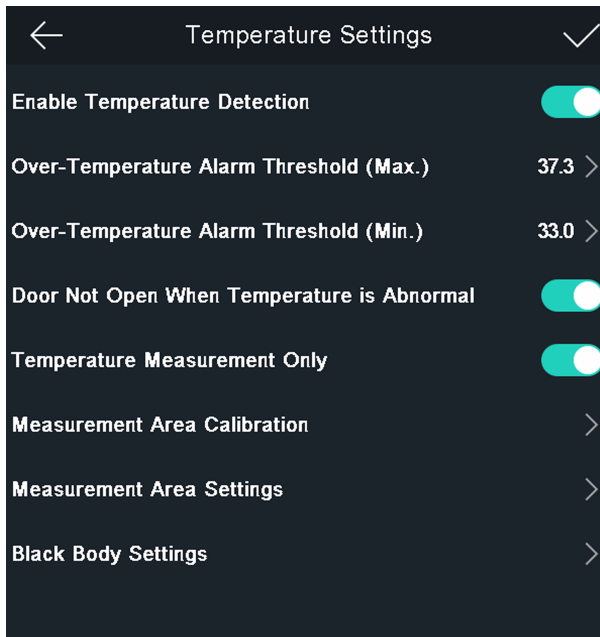 Temperature Settings
Enable Temperature Detection
Over-Temperature Alarm Threshold (Max.) 37.3
Over-Temperature Alarm Threshold (Min.) 33.0
Door Not Open When Temperature is Abnormal
Temperature Measurement Only
Measurement Area Calibration
Measurement Area Settings
Black Body Settings